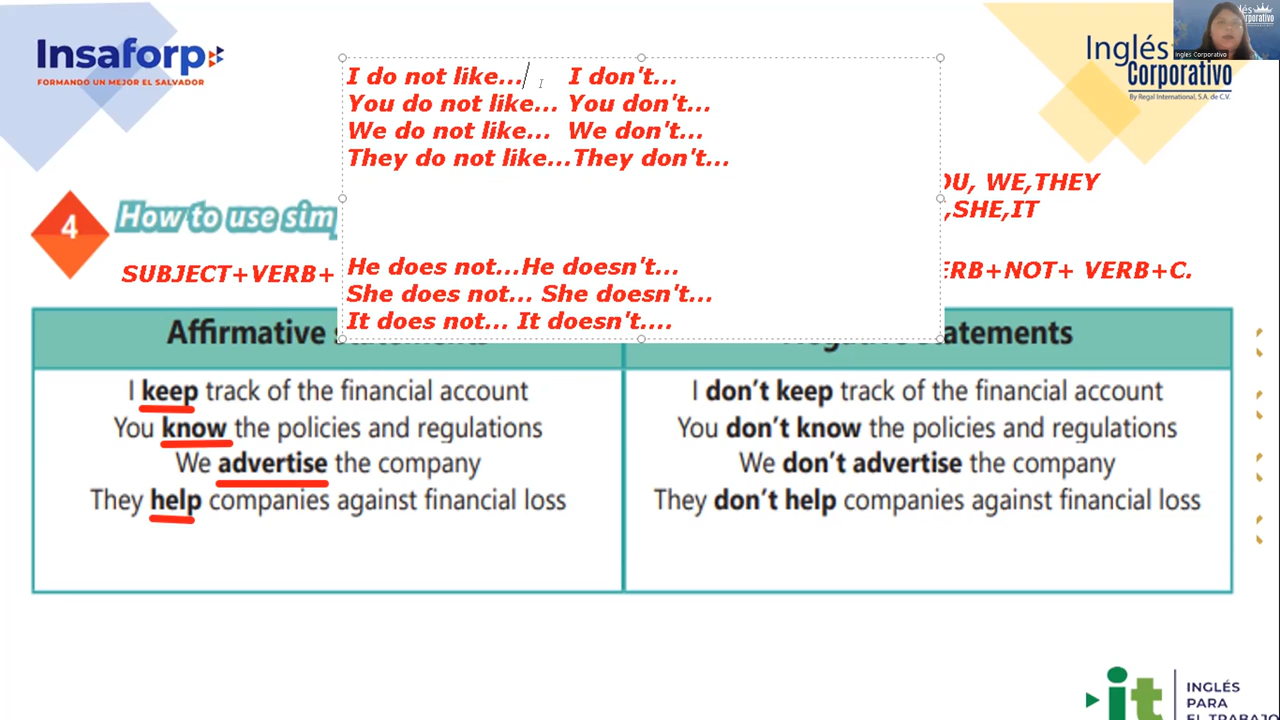 Insaforp
FORMANDO UN MEJOR EL SALVADOR
Inglés
Corporativo
By Regal International, S.A. de C.V.
Inglés Corporativo
I do not like... I don't...
You do not like... You don't...
We do not like... We don't...
They do not like...They don't...
He does not...He doesn't...
She does not... She doesn't...
It does not... It doesn't....
WE,THEY
,SHE,IT
4
How to use
SUBJECT+VERB+
+NOT+ VERB+C.
Affirmative
I keep track of the financial account
You know the policies and regulations
We advertise the company
They help companies against financial loss
I don't keep track of the financial account
You don't know the policies and regulations
We don't advertise the company
They don't help companies against financial loss
it
INGLÉS
PARA
EL TRABAJO